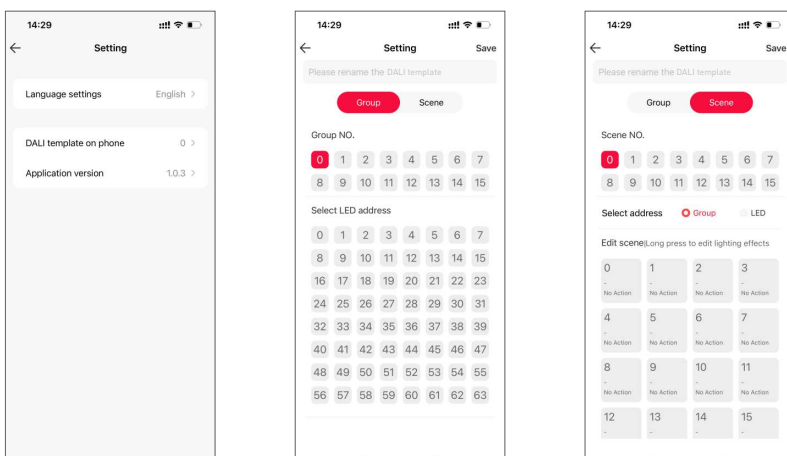 14:29
Setting
Language settings English >
DALI template on phone 0 >
Application version 1.0.3 >
14:29
Setting Save
Please rename the DALI template
Group Scene
Group NO.
0 1 2 3 4 5 6 7
8 9 10 11 12 13 14 15
Select LED address
0 1 2 3 4 5 6 7
8 9 10 11 12 13 14 15
16 17 18 19 20 21 22 23
24 25 26 27 28 29 30 31
32 33 34 35 36 37 38 39
40 41 42 43 44 45 46 47
48 49 50 51 52 53 54 55
56 57 58 59 60 61 62 63
14:29
Setting Save
Please rename the DALI template
Group Scene
Scene NO.
0 1 2 3 4 5 6 7
8 9 10 11 12 13 14 15
Select address Group LED
Edit scene|Long press to edit lighting effects
0 1 2 3
- - - -
No Action No Action No Action No Action
4 5 6 7
- - - -
No Action No Action No Action No Action
8 9 10 11
- - - -
No Action No Action No Action No Action
12 13 14 15
- - - -